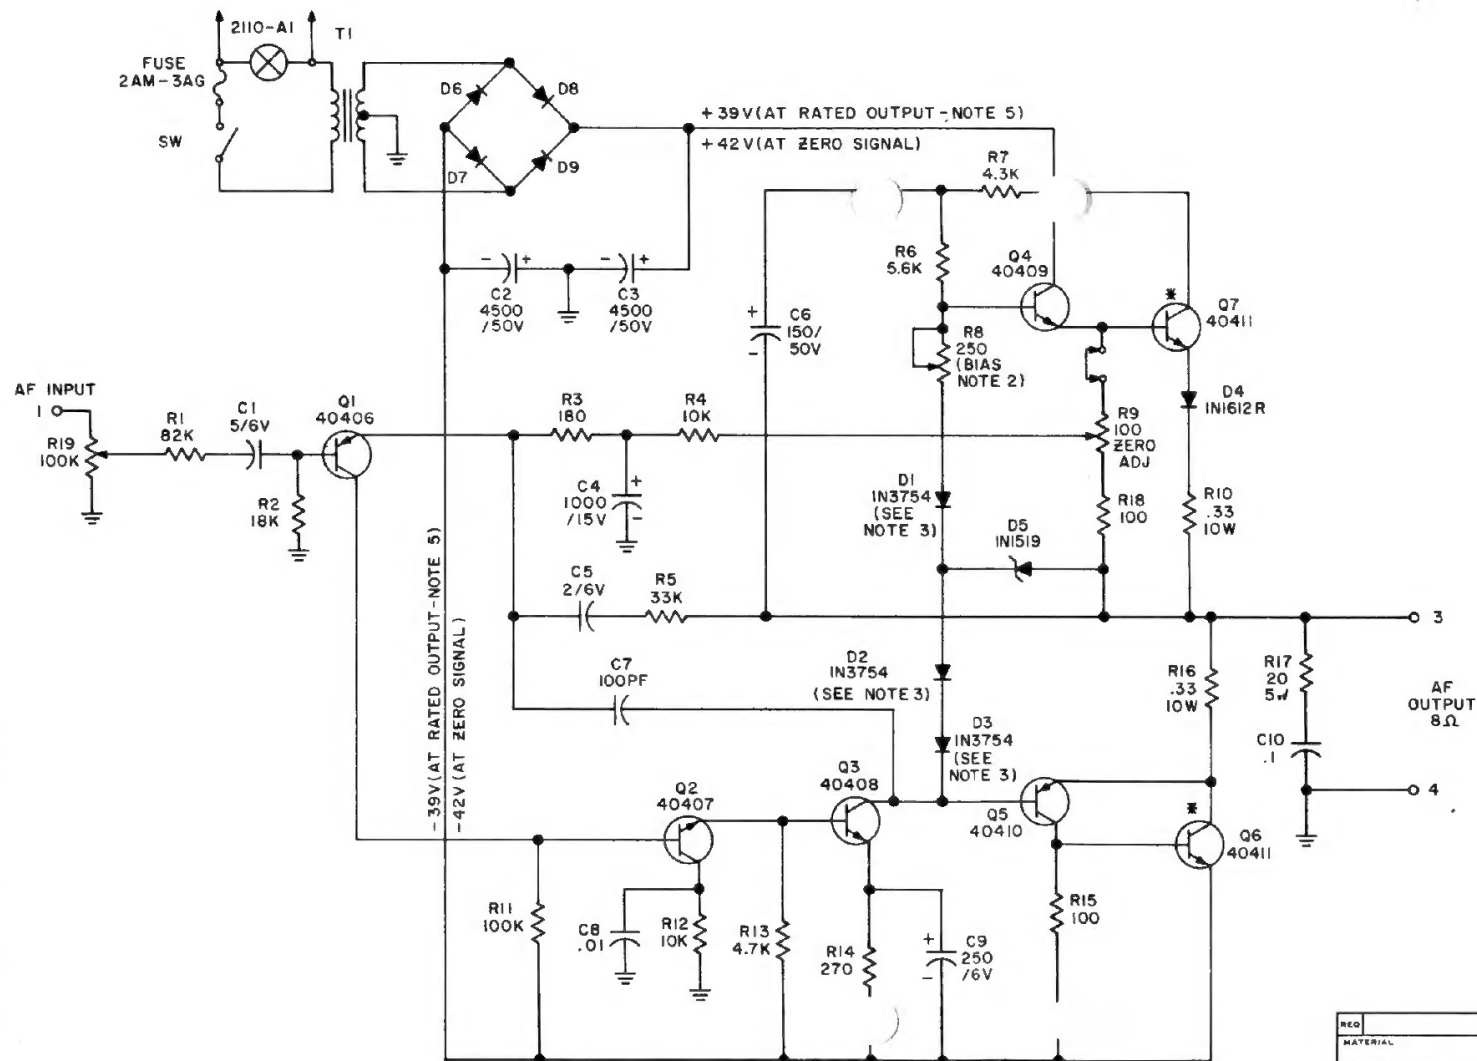 2110-A1
T1
FUSE
2AM-3AG
SW
D6
D8
D7
D9
+39V(AT RATED OUTPUT-NOTE 5)
+42V(AT ZERO SIGNAL)
R7
4.3K
R6
5.6K
Q4
40409
*
Q7
40411
C2
4500
/50V
C3
4500
/50V
C6
150/
50V
R8
250
(BIAS
NOTE 2)
D4
IN1612R
AF INPUT
1
R19
100K
R1
82K
C1
5/6V
Q1
40406
R2
18K
R3
180
R4
10K
C4
1000
/15V
R9
100
ZERO
ADJ
D1
IN3754
(SEE
NOTE 3)
R18
100
R10
.33
10W
D5
IN1519
C5
2/6V
R5
33K
3
-39V(AT RATED OUTPUT-NOTE 5)
-42V(AT ZERO SIGNAL)
C7
100PF
D2
IN3754
(SEE NOTE 3)
R16
.33
10W
R17
20
5W
AF
OUTPUT
8Ω
D3
IN3754
(SEE
NOTE 3)
C10
.1
4
Q2
40407
Q3
40408
Q5
40410
*
Q6
40411
R11
100K
C8
.01
R12
10K
R13
4.7K
R14
270
C9
250
/6V
R15
100
REQ
MATERIAL